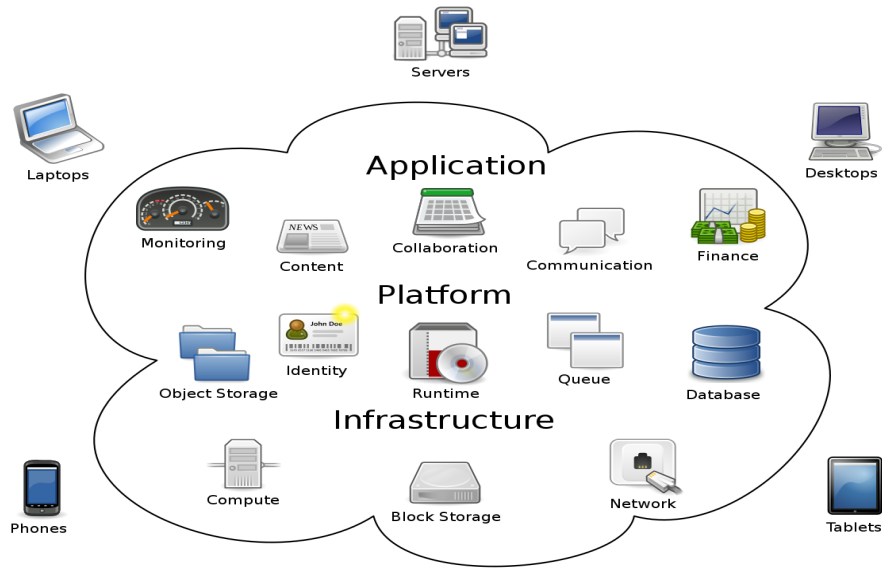 Servers
Laptops
Desktops
Application
Monitoring
NEWS
Content
Collaboration
Communication
Finance
Platform
John Doe
Object Storage
Identity
Runtime
Queue
Database
Infrastructure
Compute
Block Storage
Network
Phones
Tablets